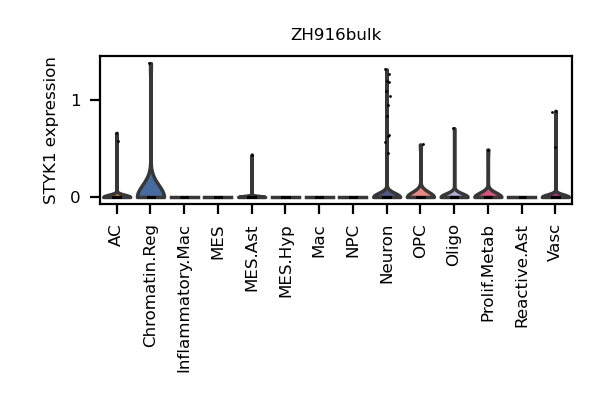 ZH916bulk
STYK1 expression
1
0
AC
Chromatin.Reg
Inflammatory.Mac
MES
MES.Ast
MES.Hyp
Mac
NPC
Neuron
OPC
Oligo
Prolif.Metab
Reactive.Ast
Vasc